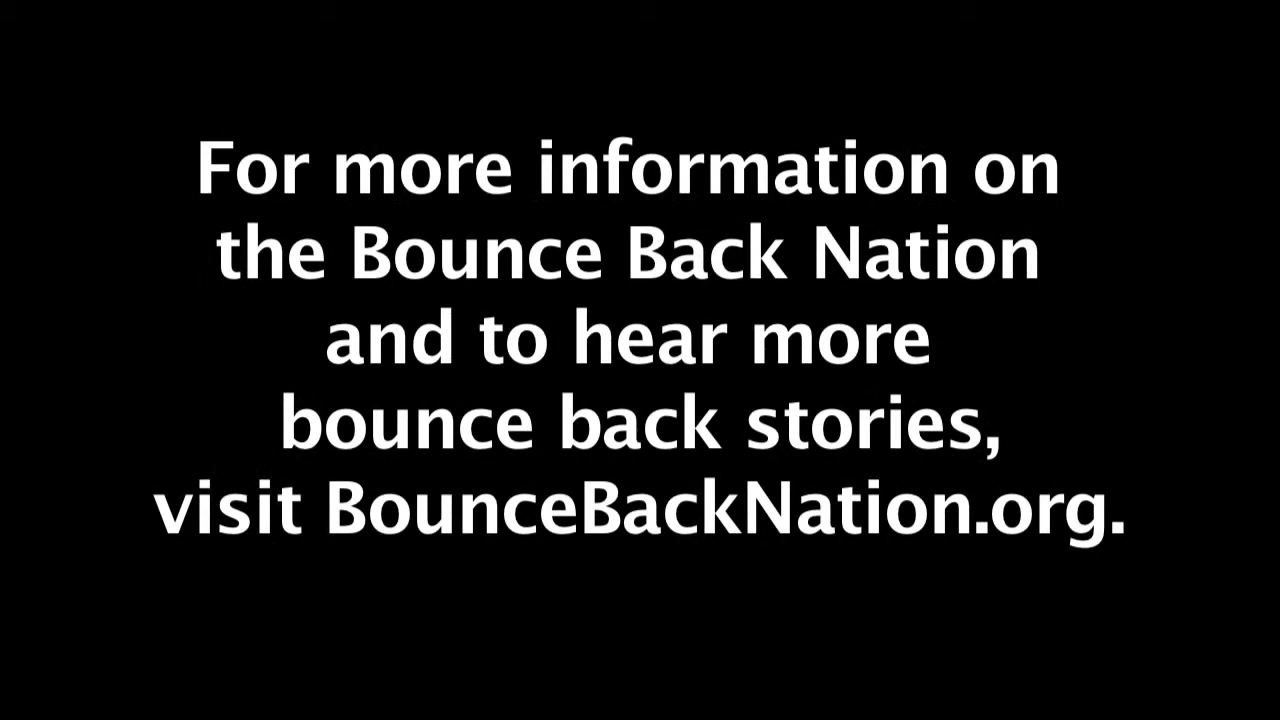 For more information on
the Bounce Back Nation
and to hear more
bounce back stories,
visit BounceBackNation.org.